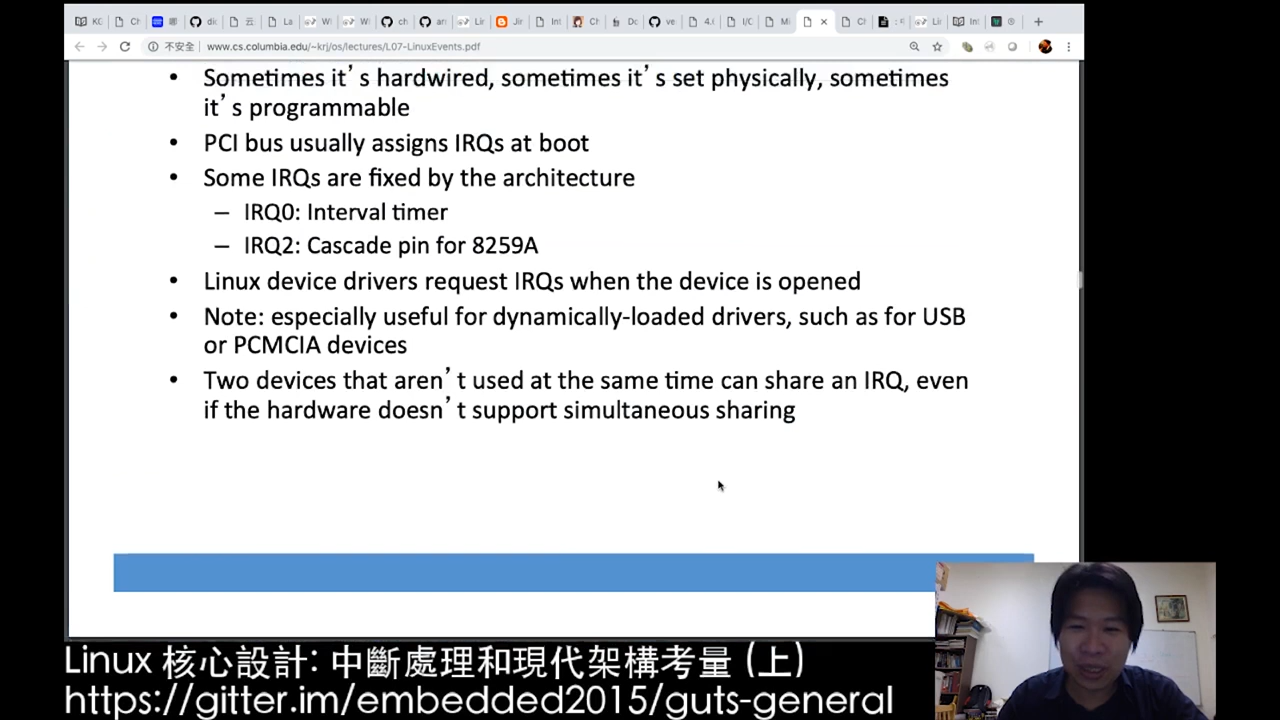 不安全 www.cs.columbia.edu/~krj/os/lectures/L07-LinuxEvents.pdf
• Sometimes it's hardwired, sometimes it's set physically, sometimes
it's programmable
• PCI bus usually assigns IRQs at boot
• Some IRQs are fixed by the architecture
– IRQ0: Interval timer
– IRQ2: Cascade pin for 8259A
• Linux device drivers request IRQs when the device is opened
• Note: especially useful for dynamically-loaded drivers, such as for USB
or PCMCIA devices
• Two devices that aren't used at the same time can share an IRQ, even
if the hardware doesn't support simultaneous sharing
Linux 核心設計: 中斷處理和現代架構考量 (上)
https://gitter.im/embedded2015/guts-general